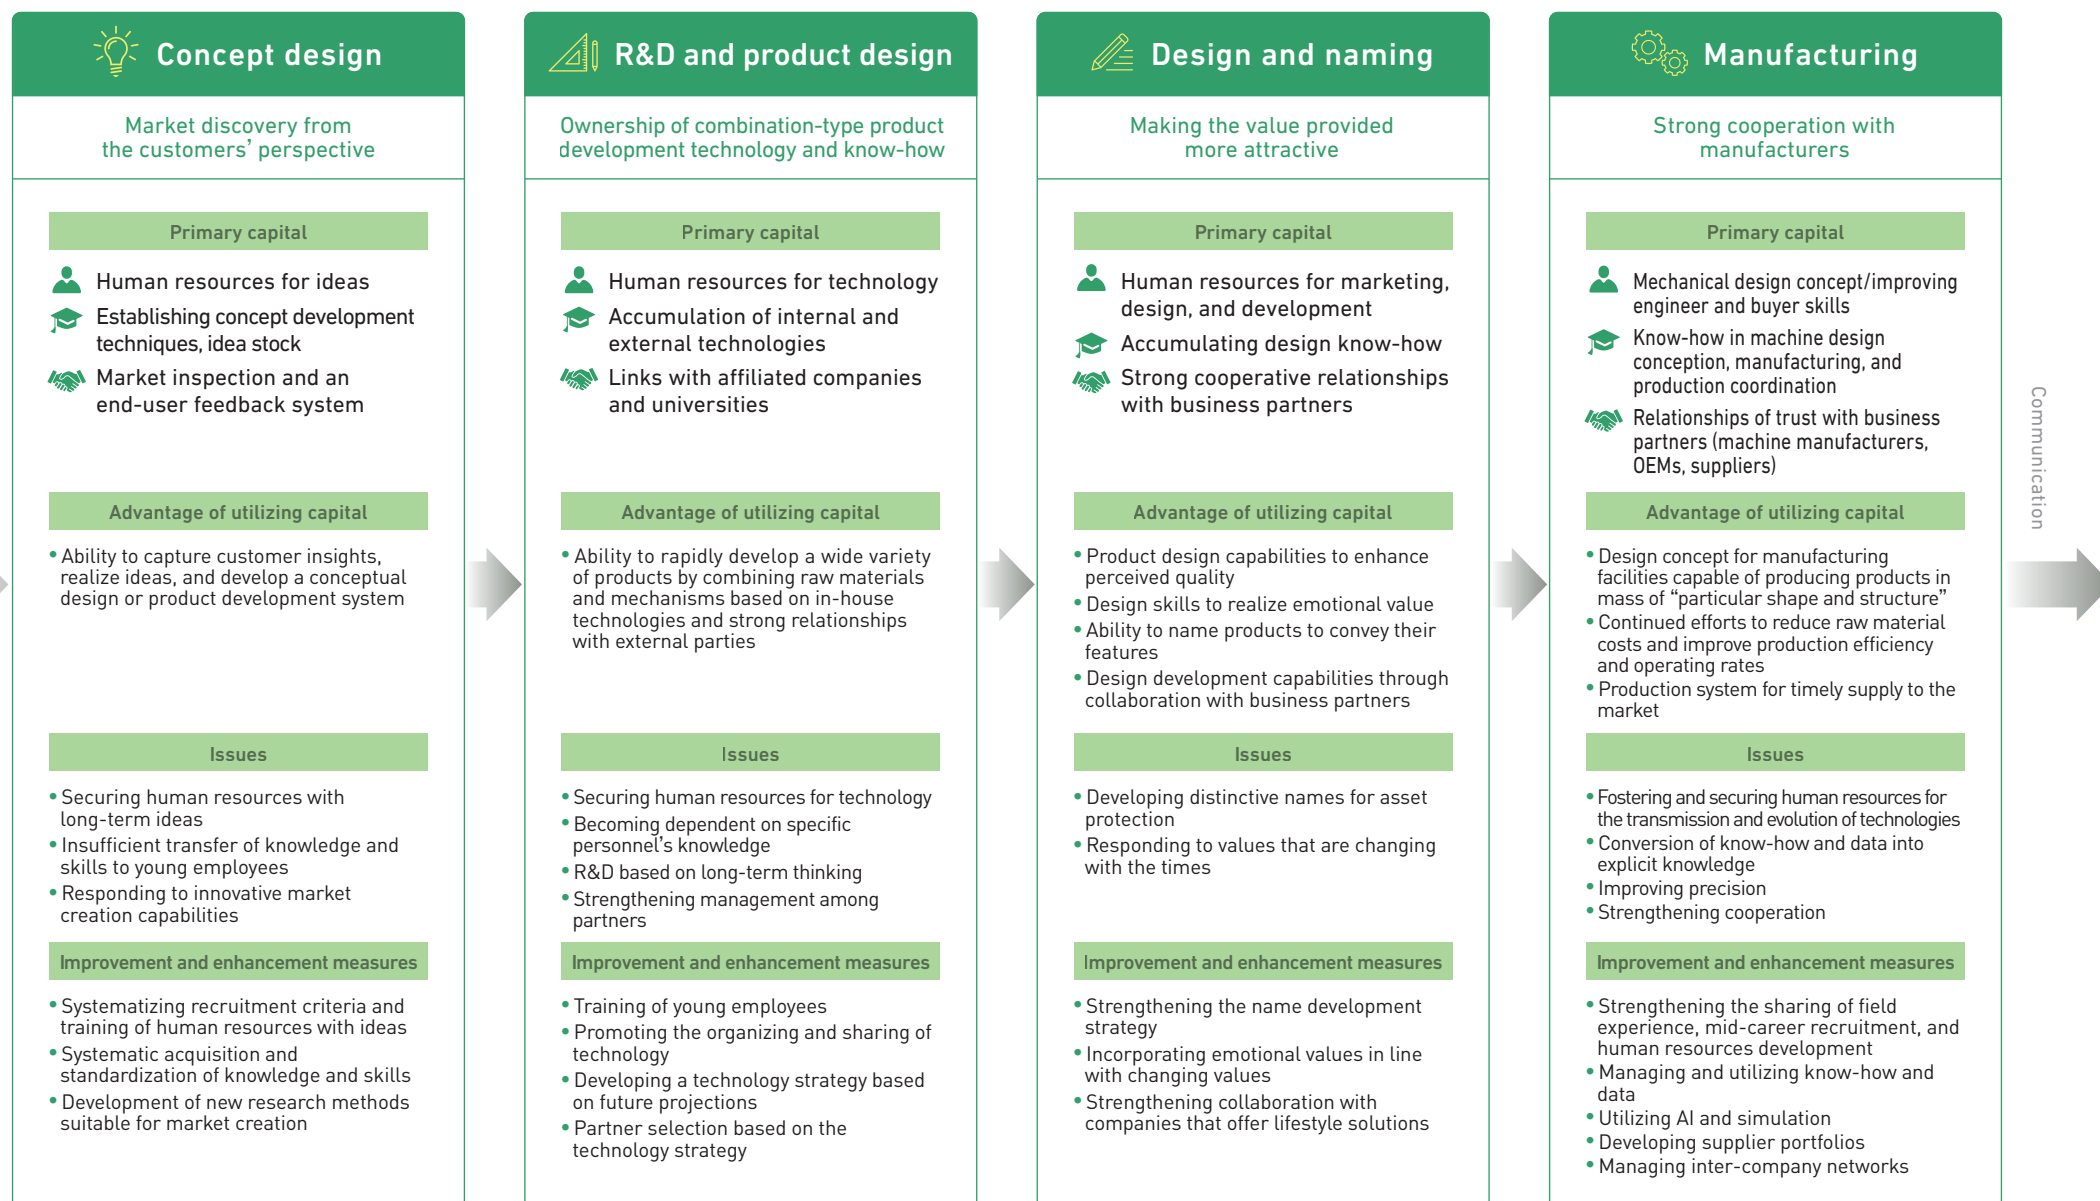 Concept design
Market discovery from
the customers' perspective
Primary capital
Human resources for ideas
Establishing concept development
techniques, idea stock
Market inspection and an
end-user feedback system
Advantage of utilizing capital
• Ability to capture customer insights,
realize ideas, and develop a conceptual
design or product development system
Issues
• Securing human resources with
long-term ideas
• Insufficient transfer of knowledge and
skills to young employees
• Responding to innovative market
creation capabilities
Improvement and enhancement measures
• Systematizing recruitment criteria and
training of human resources with ideas
• Systematic acquisition and
standardization of knowledge and skills
• Development of new research methods
suitable for market creation
R&D and product design
Ownership of combination-type product
development technology and know-how
Primary capital
Human resources for technology
Accumulation of internal and
external technologies
Links with affiliated companies
and universities
Advantage of utilizing capital
• Ability to rapidly develop a wide variety
of products by combining raw materials
and mechanisms based on in-house
technologies and strong relationships
with external parties
Issues
• Securing human resources for technology
• Becoming dependent on specific
personnel's knowledge
• R&D based on long-term thinking
• Strengthening management among
partners
Improvement and enhancement measures
• Training of young employees
• Promoting the organizing and sharing of
technology
• Developing a technology strategy based
on future projections
• Partner selection based on the
technology strategy
Design and naming
Making the value provided
more attractive
Primary capital
Human resources for marketing,
design, and development
Accumulating design know-how
Strong cooperative relationships
with business partners
Advantage of utilizing capital
• Product design capabilities to enhance
perceived quality
• Design skills to realize emotional value
• Ability to name products to convey their
features
• Design development capabilities through
collaboration with business partners
Issues
• Developing distinctive names for asset
protection
• Responding to values that are changing
with the times
Improvement and enhancement measures
• Strengthening the name development
strategy
• Incorporating emotional values in line
with changing values
• Strengthening collaboration with
companies that offer lifestyle solutions
Manufacturing
Strong cooperation with
manufacturers
Primary capital
Mechanical design concept/improving
engineer and buyer skills
Know-how in machine design
conception, manufacturing, and
production coordination
Relationships of trust with business
partners (machine manufacturers,
OEMs, suppliers)
Advantage of utilizing capital
• Design concept for manufacturing
facilities capable of producing products in
mass of “particular shape and structure”
• Continued efforts to reduce raw material
costs and improve production efficiency
and operating rates
• Production system for timely supply to the
market
Issues
• Fostering and securing human resources for
the transmission and evolution of technologies
• Conversion of know-how and data into
explicit knowledge
• Improving precision
• Strengthening cooperation
Improvement and enhancement measures
• Strengthening the sharing of field
experience, mid-career recruitment, and
human resources development
• Managing and utilizing know-how and
data
• Utilizing AI and simulation
• Developing supplier portfolios
• Managing inter-company networks
Communication